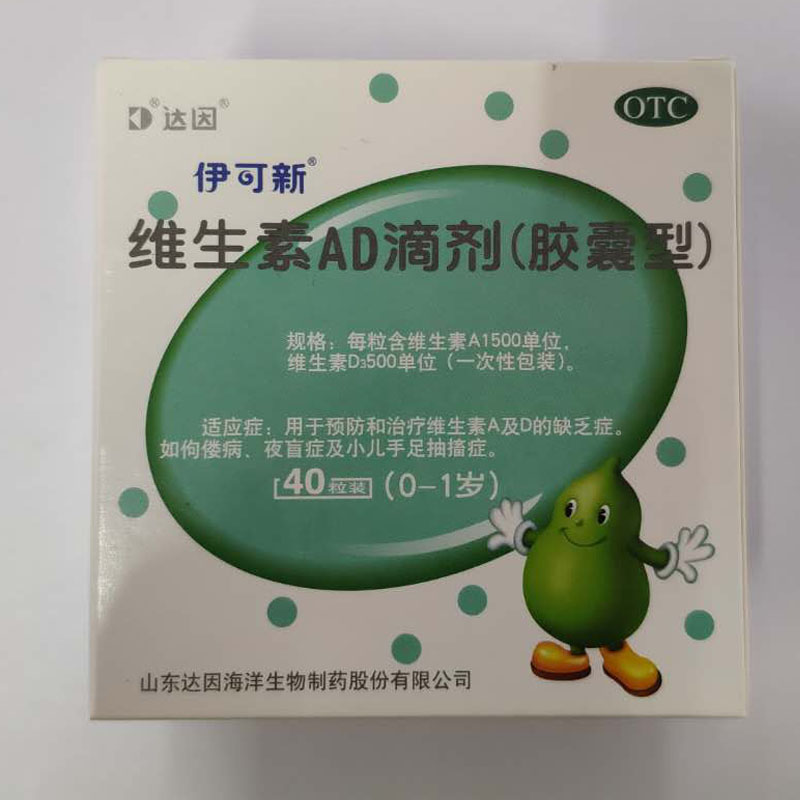 D®达因®
OTC
伊可新®
维生素AD滴剂(胶囊型)
规格：每粒含维生素A1500单位，
维生素D₃500单位（一次性包装）。
适应症：用于预防和治疗维生素A及D的缺乏症。
如佝偻病、夜盲症及小儿手足抽搐症。
[40粒装](0-1岁)
山东达因海洋生物制药股份有限公司